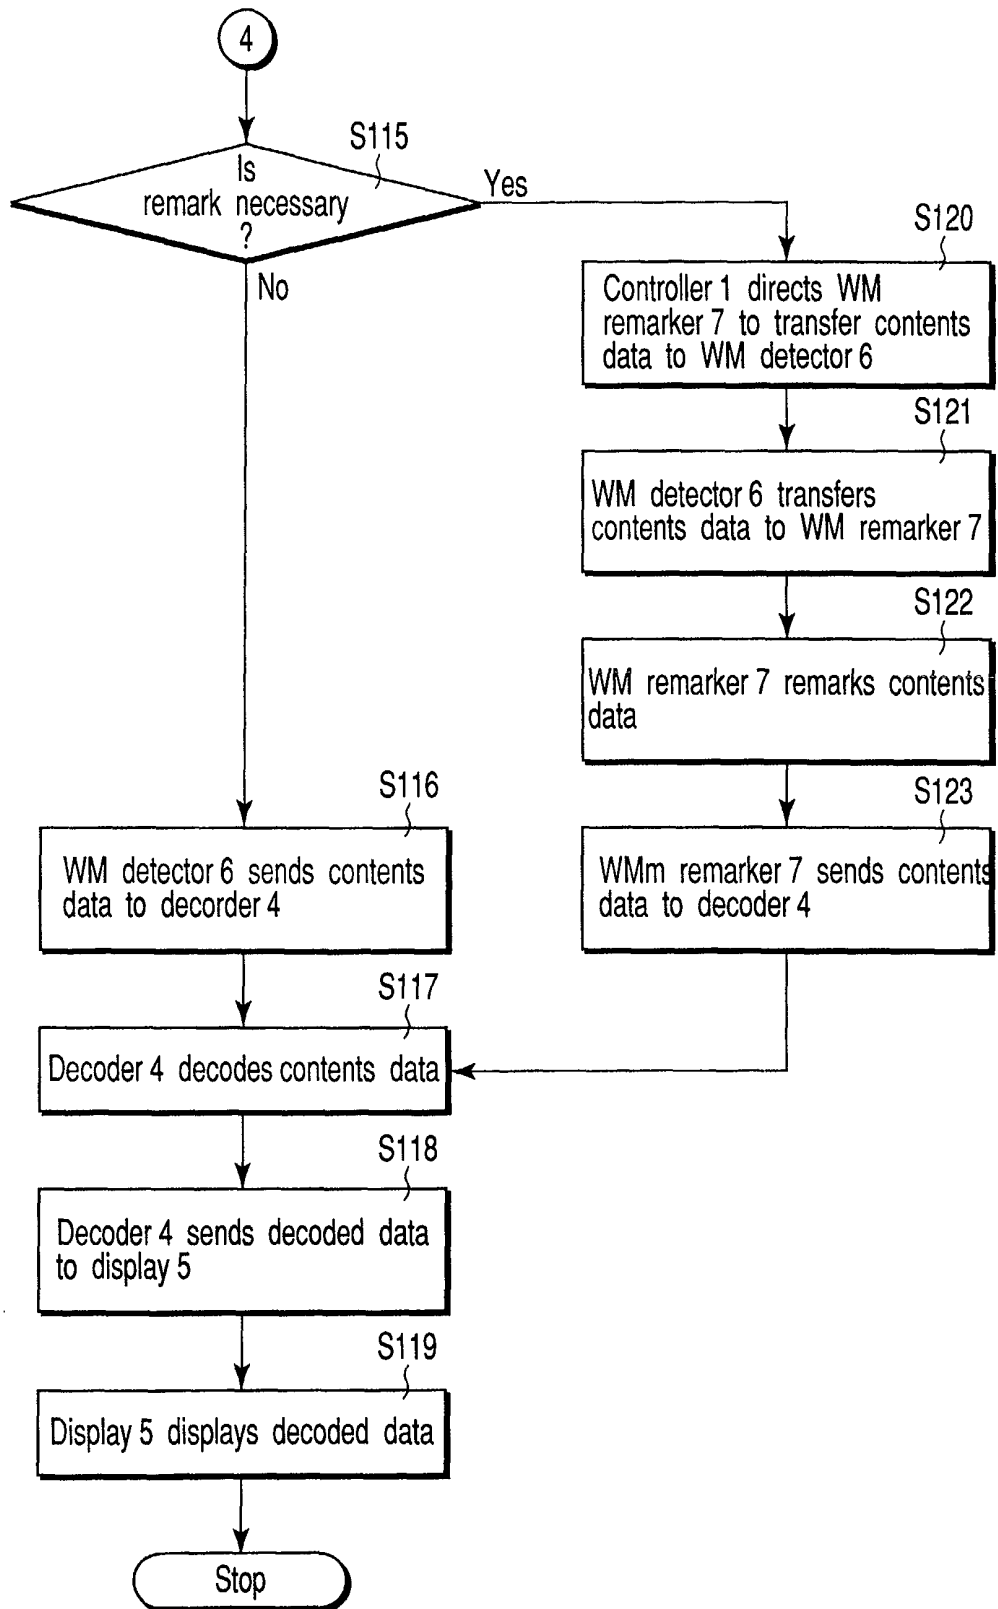 4
S115
Is
remark necessary
?
Yes
No
S120
Controller 1 directs WM
remarker 7 to transfer contents
data to WM detector 6
S121
WM detector 6 transfers
contents data to WM remarker 7
S122
WM remarker 7 remarks contents
data
S123
WMm remarker 7 sends contents
data to decoder 4
S116
WM detector 6 sends contents
data to decorder 4
S117
Decoder 4 decodes contents data
S118
Decoder 4 sends decoded data
to display 5
S119
Display 5 displays decoded data
Stop